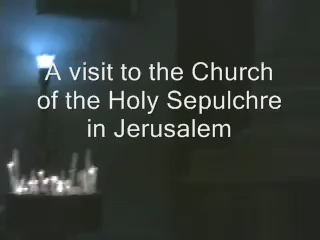 A visit to the Church
of the Holy Sepulchre
in Jerusalem